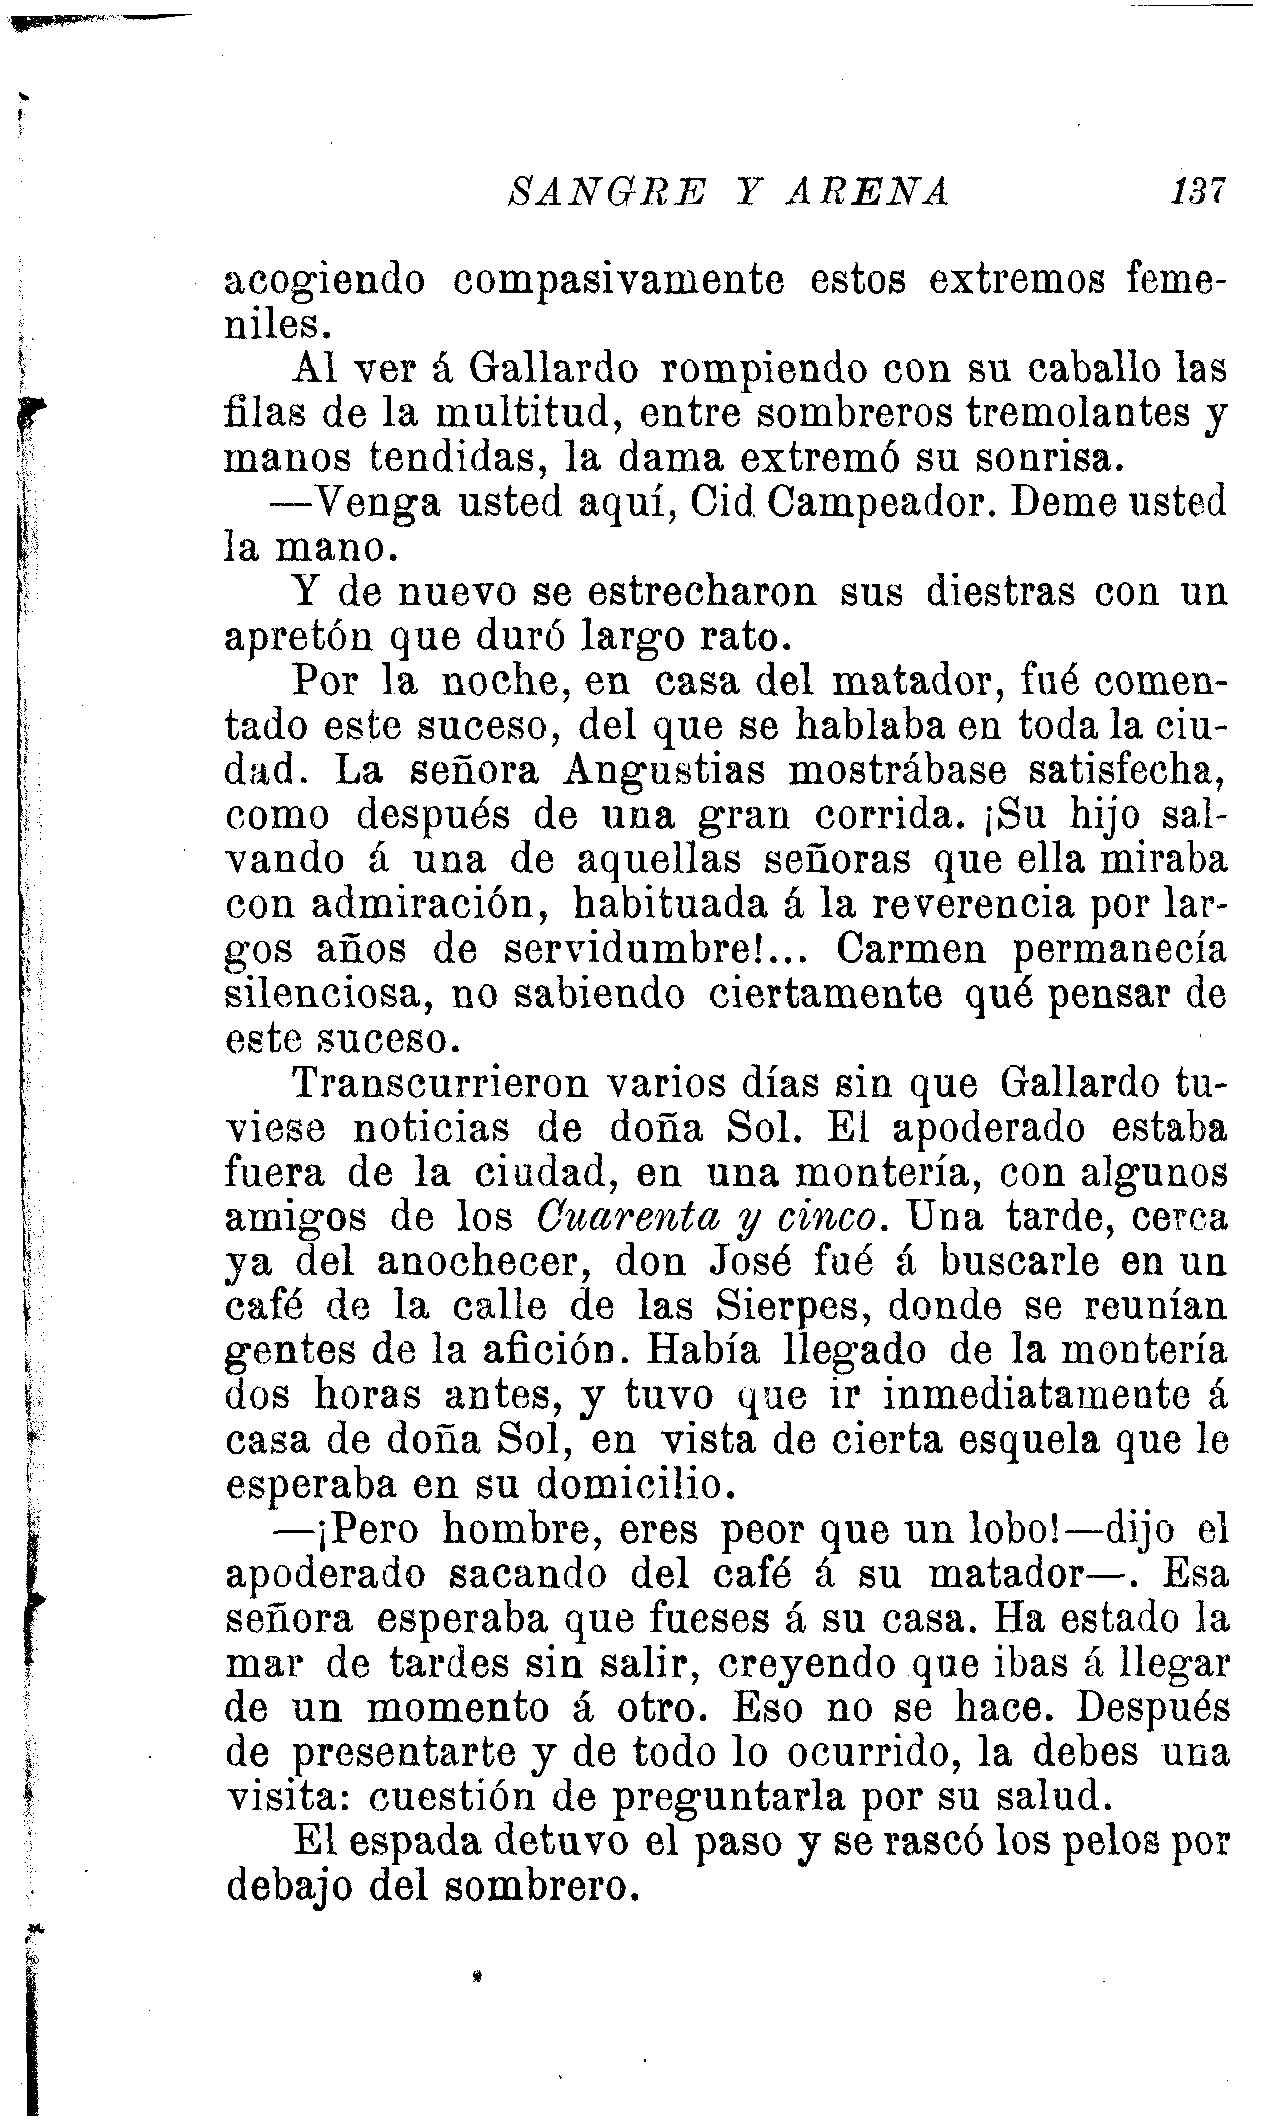 SANGRE Y ARENA 137
acogiendo compasivamente estos extremos feme-
niles.
Al ver á Gallardo rompiendo con su caballo las
filas de la multitud, entre sombreros tremolantes y
manos tendidas, la dama extremó su sonrisa.
—Venga usted aquí, Cid Campeador. Deme usted
la mano.
Y de nuevo se estrecharon sus diestras con un
apretón que duró largo rato.
Por la noche, en casa del matador, fué comen-
tado este suceso, del que se hablaba en toda la ciu-
dad. La señora Angustias mostrábase satisfecha,
como después de una gran corrida. ¡Su hijo sal-
vando á una de aquellas señoras que ella miraba
con admiración, habituada á la reverencia por lar-
gos años de servidumbre!... Carmen permanecía
silenciosa, no sabiendo ciertamente qué pensar de
este suceso.
Transcurrieron varios días sin que Gallardo tu-
viese noticias de doña Sol. El apoderado estaba
fuera de la ciudad, en una montería, con algunos
amigos de los Cuarenta y cinco. Una tarde, cerca
ya del anochecer, don José fué á buscarle en un
café de la calle de las Sierpes, donde se reunían
gentes de la afición. Había llegado de la montería
dos horas antes, y tuvo que ir inmediatamente á
casa de doña Sol, en vista de cierta esquela que le
esperaba en su domicilio.
—¡Pero hombre, eres peor que un lobo!—dijo el
apoderado sacando del café á su matador—. Esa
señora esperaba que fueses á su casa. Ha estado la
mar de tardes sin salir, creyendo que ibas á llegar
de un momento á otro. Eso no se hace. Después
de presentarte y de todo lo ocurrido, la debes una
visita: cuestión de preguntarla por su salud.
El espada detuvo el paso y se rascó los pelos por
debajo del sombrero.